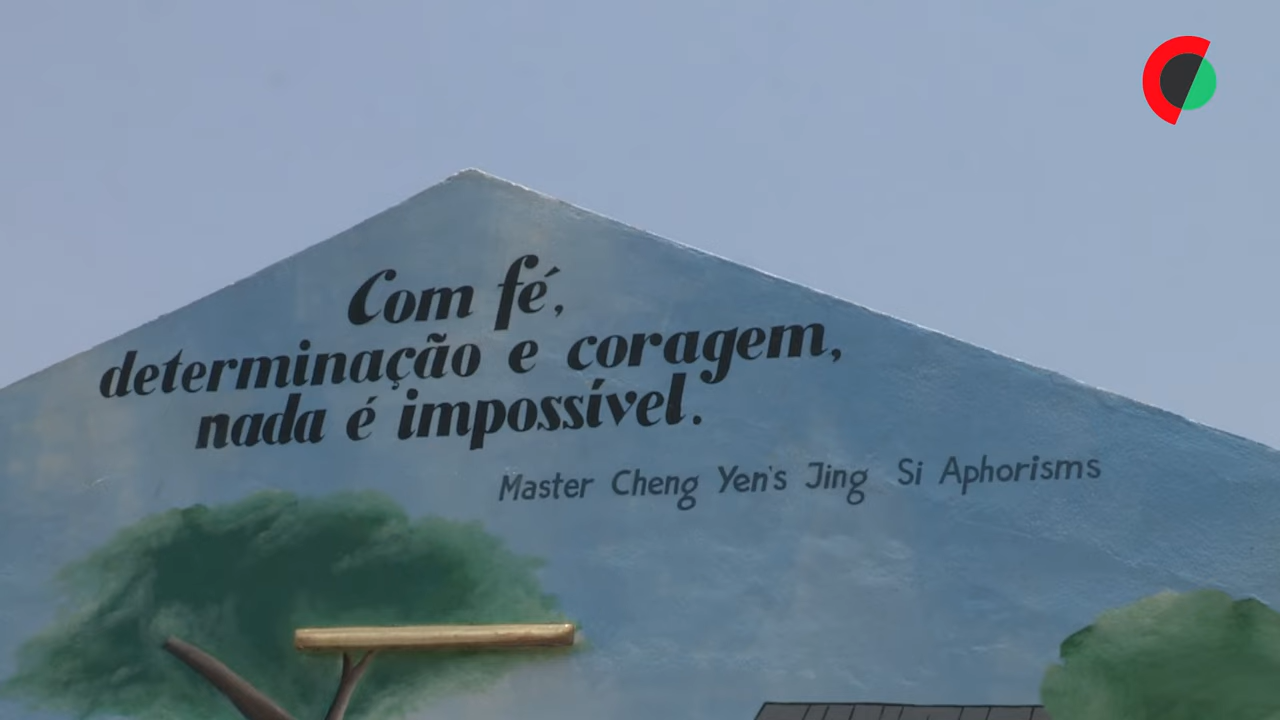 Com fé,
determinação e coragem,
nada é impossível.
Master Cheng Yen's Jing Si Aphorisms